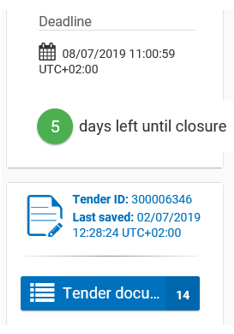 Deadline
08/07/2019 11:00:59
UTC+02:00
5 days left until closure
Tender ID: 300006346
Last saved: 02/07/2019
12:28:24 UTC+02:00
Tender docu... 14